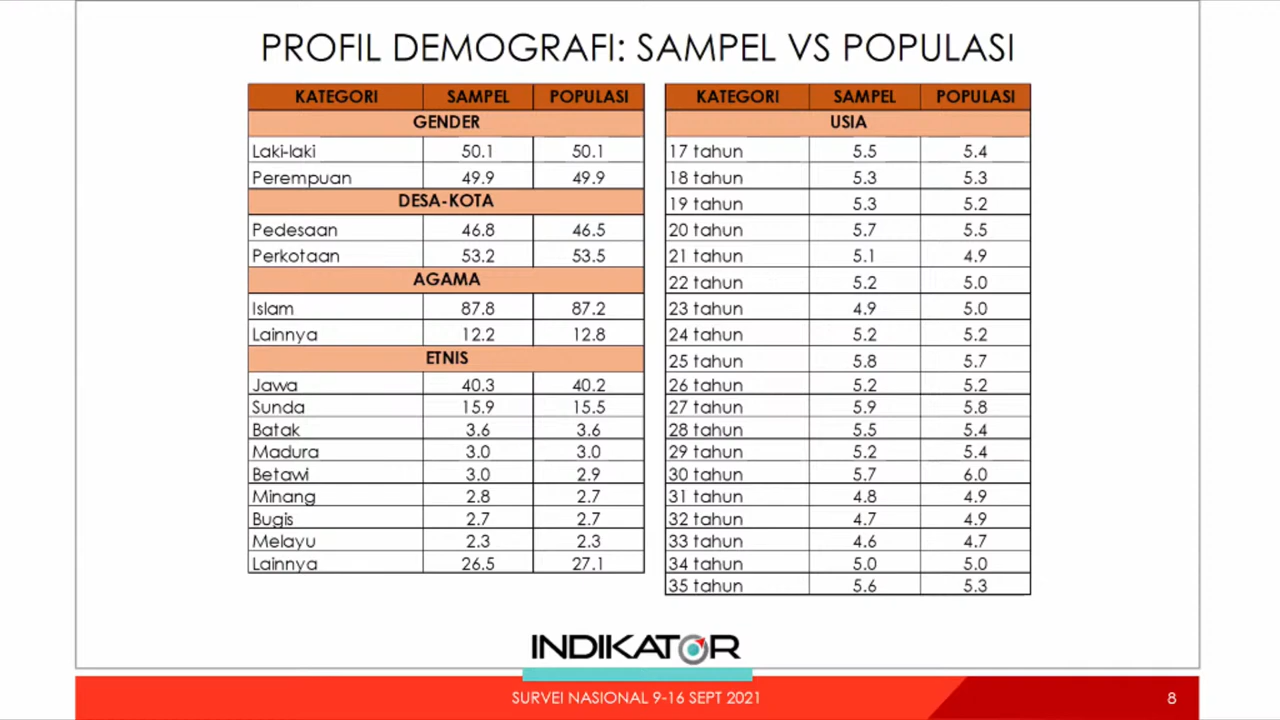 PROFIL DEMOGRAFI: SAMPEL VS POPULASI
KATEGORI SAMPEL POPULASI
GENDER
Laki-laki 50.1 50.1
Perempuan 49.9 49.9
DESA-KOTA
Pedesaan 46.8 46.5
Perkotaan 53.2 53.5
AGAMA
Islam 87.8 87.2
Lainnya 12.2 12.8
ETNIS
Jawa 40.3 40.2
Sunda 15.9 15.5
Batak 3.6 3.6
Madura 3.0 3.0
Betawi 3.0 2.9
Minang 2.8 2.7
Bugis 2.7 2.7
Melayu 2.3 2.3
Lainnya 26.5 27.1
KATEGORI SAMPEL POPULASI
USIA
17 tahun 5.5 5.4
18 tahun 5.3 5.3
19 tahun 5.3 5.2
20 tahun 5.7 5.5
21 tahun 5.1 4.9
22 tahun 5.2 5.0
23 tahun 4.9 5.0
24 tahun 5.2 5.2
25 tahun 5.8 5.7
26 tahun 5.2 5.2
27 tahun 5.9 5.8
28 tahun 5.5 5.4
29 tahun 5.2 5.4
30 tahun 5.7 6.0
31 tahun 4.8 4.9
32 tahun 4.7 4.9
33 tahun 4.6 4.7
34 tahun 5.0 5.0
35 tahun 5.6 5.3
INDIKATOR
SURVEI NASIONAL 9-16 SEPT 2021
8